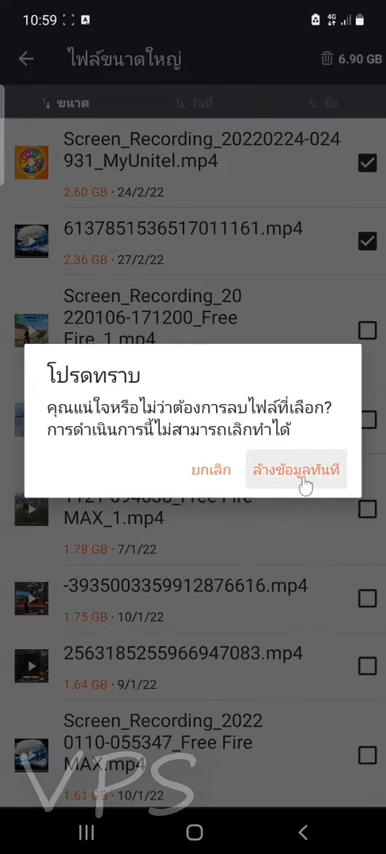 10:59
ไฟล์ขนาดใหญ่
6.90 GB
ขนาด
วันที่
ชื่อ
Screen_Recording_20220224-024
931_MyUnitel.mp4
2.60 GB · 24/2/22
6137851536517011161.mp4
2.36 GB · 27/2/22
Screen_Recording_20
220106-171200_Free
Fire_1.mp4
โปรดทราบ
คุณแน่ใจหรือไม่ว่าต้องการลบไฟล์ที่เลือก?
การดำเนินการนี้ไม่สามารถเลิกทำได้
ยกเลิก
ล้างข้อมูลทันที
MAX_1.mp4
1.78 GB · 7/1/22
-3935003359912876616.mp4
1.75 GB · 10/1/22
2563185255966947083.mp4
1.64 GB · 9/1/22
Screen_Recording_2022
0110-055347_Free Fire
MAX.mp4
1.61 GB · 10/1/22
VPS